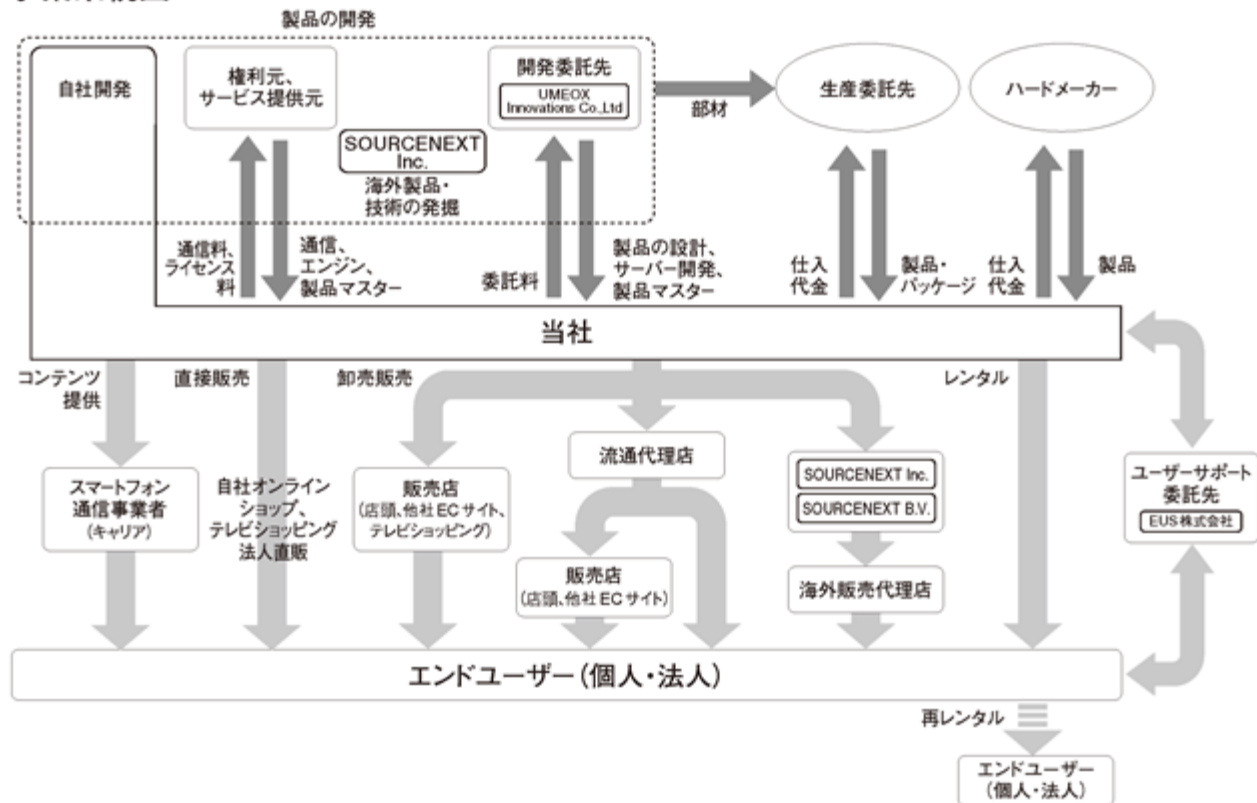 製品の開発
自社開発
権利元、
サービス提供元
SOURCENEXT
Inc.
海外製品・
技術の発掘
開発委託先
UMEOX
Innovations Co.,Ltd
部材
生産委託先
ハードメーカー
通信料、
ライセンス
料
通信、
エンジン、
製品マスター
委託料
製品の設計、
サーバー開発、
製品マスター
仕入
代金
製品・
パッケージ
仕入
代金
製品
当社
コンテンツ
提供
直接販売
卸売販売
レンタル
スマートフォン
通信事業者
(キャリア)
自社オンライン
ショップ、
テレビショッピング
法人直販
販売店
(店頭、他社ECサイト、
テレビショッピング)
流通代理店
販売店
(店頭、他社ECサイト)
SOURCENEXT Inc.
SOURCENEXT B.V.
海外販売代理店
ユーザーサポート
委託先
EUS株式会社
エンドユーザー(個人・法人)
再レンタル
エンドユーザー
(個人・法人)